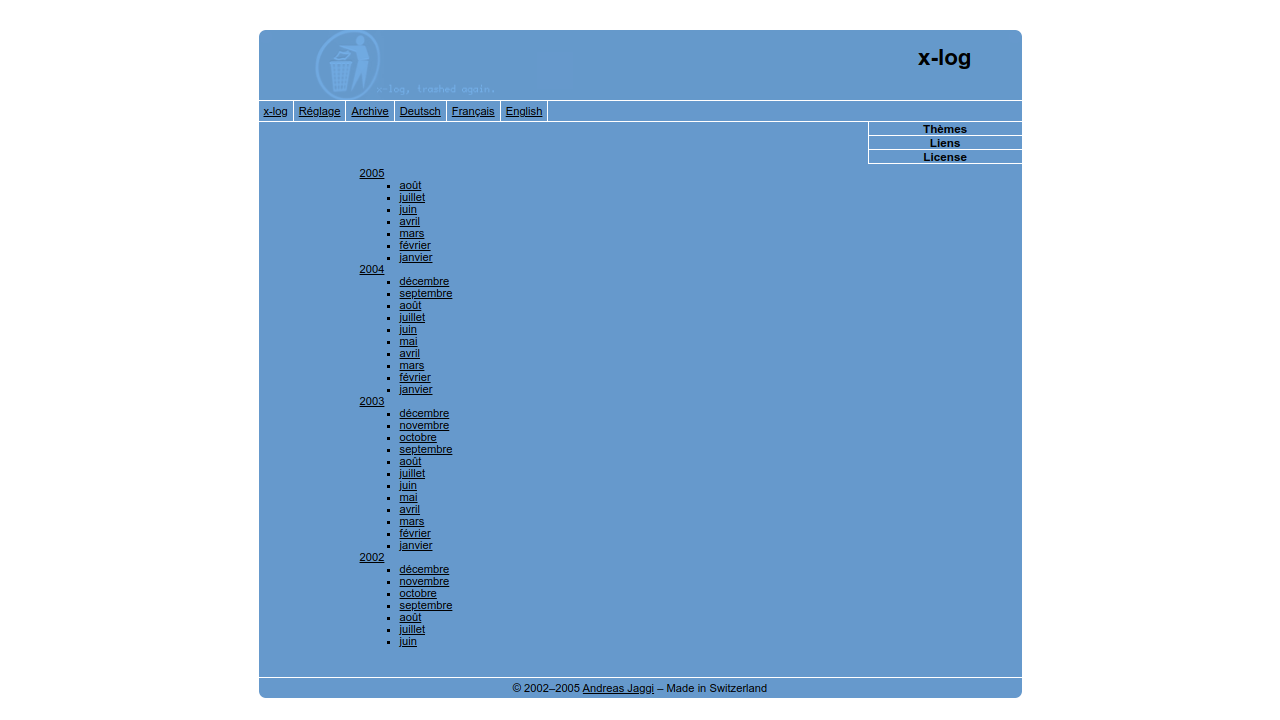 x-log
x-log, trashed again.
x-log Réglage Archive Deutsch Français English
Thèmes
Liens
License
2005
août
juillet
juin
avril
mars
février
janvier
2004
décembre
septembre
août
juillet
juin
mai
avril
mars
février
janvier
2003
décembre
novembre
octobre
septembre
août
juillet
juin
mai
avril
mars
février
janvier
2002
décembre
novembre
octobre
septembre
août
juillet
juin
© 2002–2005 Andreas Jaggi – Made in Switzerland